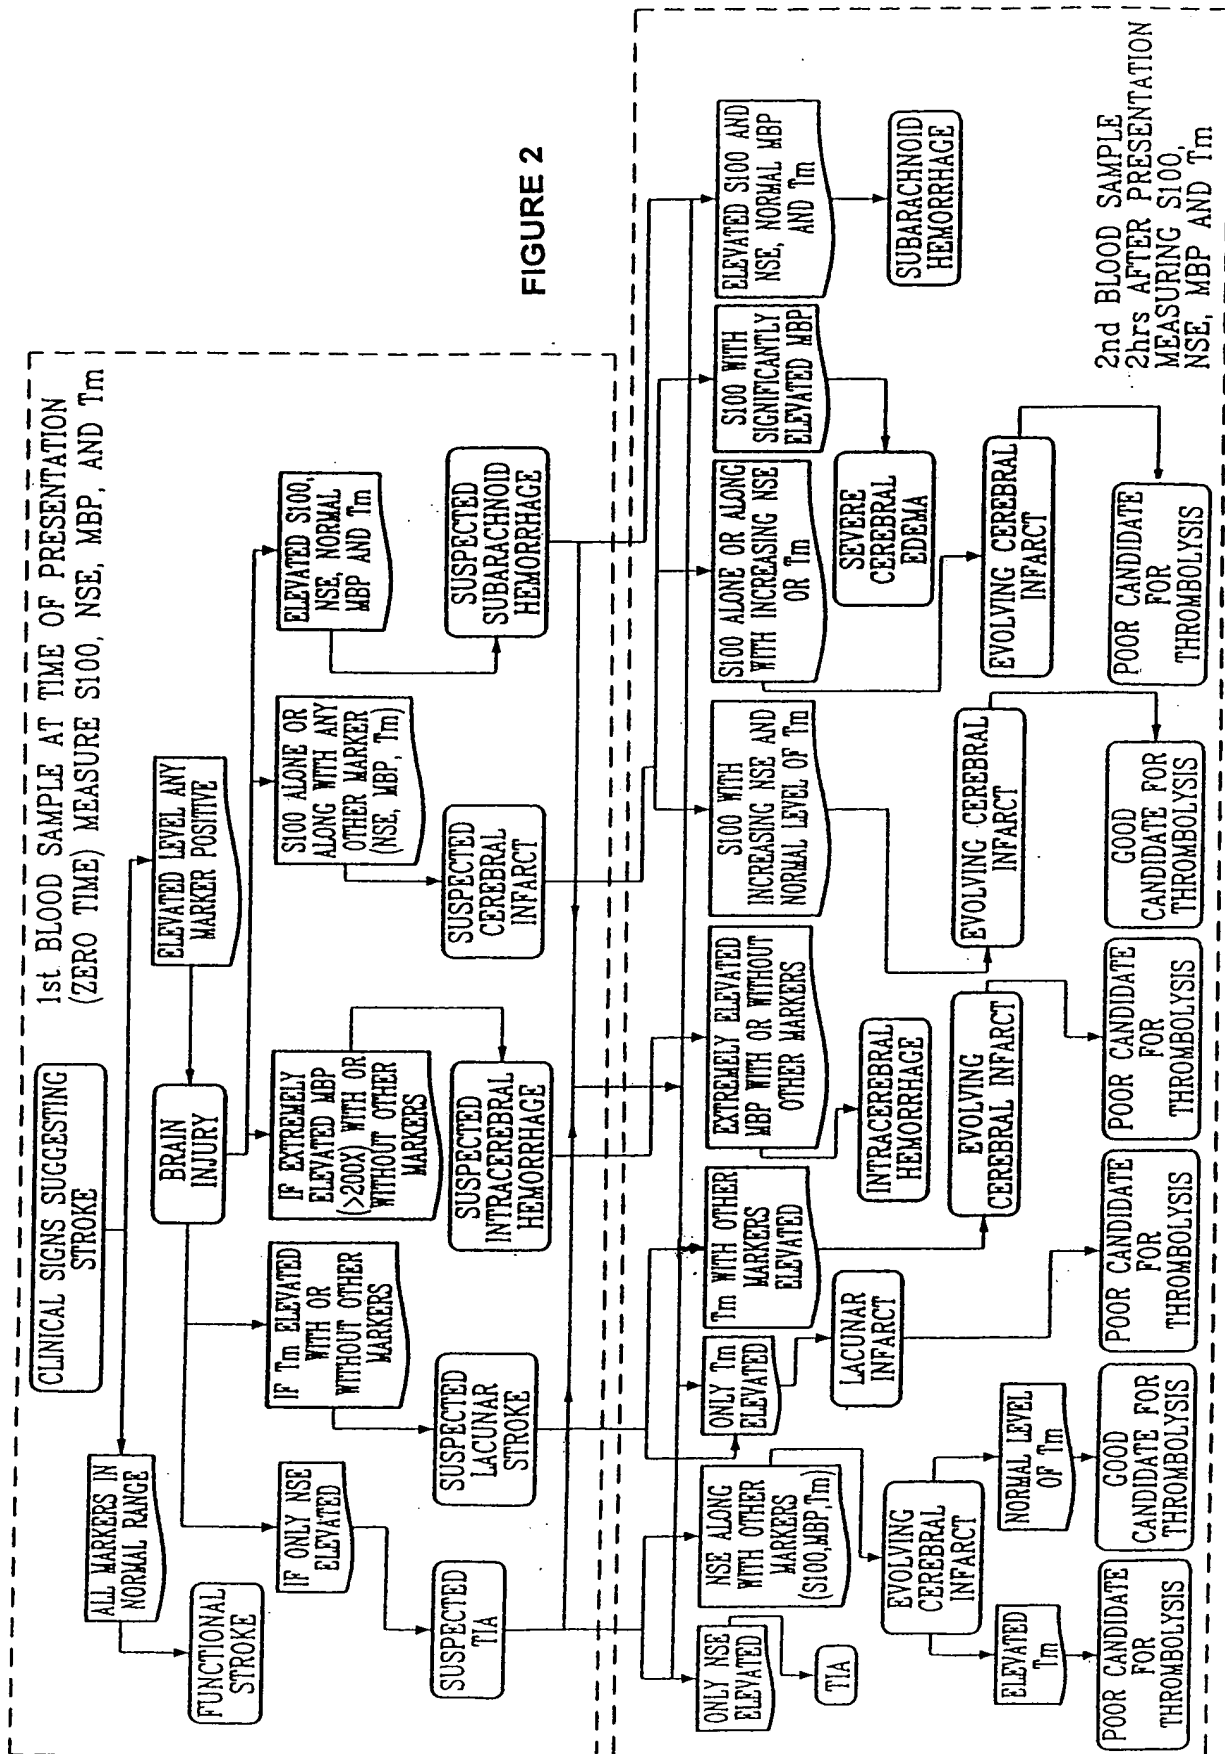 1st BLOOD SAMPLE AT TIME OF PRESENTATION
(ZERO TIME) MEASURE S100, NSE, MBP, AND Tm
CLINICAL SIGNS SUGGESTING
STROKE
ALL MARKERS IN
NORMAL RANGE
ELEVATED LEVEL ANY
MARKER POSITIVE
FUNCTIONAL
STROKE
BRAIN
INJURY
IF ONLY NSE
ELEVATED
IF Tm ELEVATED
WITH OR
WITHOUT OTHER
MARKERS
IF EXTREMELY
ELEVATED MBP
(>200X) WITH OR
WITHOUT OTHER
MARKERS
S100 ALONE OR
ALONG WITH ANY
OTHER MARKER
(NSE, MBP, Tm)
ELEVATED S100,
NSE, NORMAL
MBP AND Tm
SUSPECTED
TIA
SUSPECTED
LACUNAR
STROKE
SUSPECTED
INTRACEREBRAL
HEMORRHAGE
SUSPECTED
CEREBRAL
INFARCT
SUSPECTED
SUBARACHNOID
HEMORRHAGE
FIGURE 2
ONLY NSE
ELEVATED
NSE ALONG
WITH OTHER
MARKERS
(S100,MBP,Tm)
ONLY Tm
ELEVATED
Tm WITH OTHER
MARKERS
ELEVATED
EXTREMELY ELEVATED
MBP WITH OR WITHOUT
OTHER MARKERS
S100 WITH
INCREASING NSE AND
NORMAL LEVEL OF Tm
S100 ALONE OR ALONG
WITH INCREASING NSE
OR Tm
S100 WITH
SIGNIFICANTLY
ELEVATED MBP
ELEVATED S100 AND
NSE, NORMAL MBP
AND Tm
TIA
EVOLVING
CEREBRAL
INFARCT
LACUNAR
INFARCT
INTRACEREBRAL
HEMORRHAGE
SEVERE
CEREBRAL
EDEMA
SUBARACHNOID
HEMORRHAGE
ELEVATED
Tm
NORMAL LEVEL
OF Tm
EVOLVING
CEREBRAL INFARCT
EVOLVING CEREBRAL
INFARCT
EVOLVING CEREBRAL
INFARCT
POOR CANDIDATE
FOR
THROMBOLYSIS
GOOD
CANDIDATE FOR
THROMBOLYSIS
POOR CANDIDATE
FOR
THROMBOLYSIS
POOR CANDIDATE
FOR
THROMBOLYSIS
GOOD
CANDIDATE FOR
THROMBOLYSIS
POOR CANDIDATE
FOR
THROMBOLYSIS
2nd BLOOD SAMPLE
2hrs AFTER PRESENTATION
MEASURING S100,
NSE, MBP AND Tm